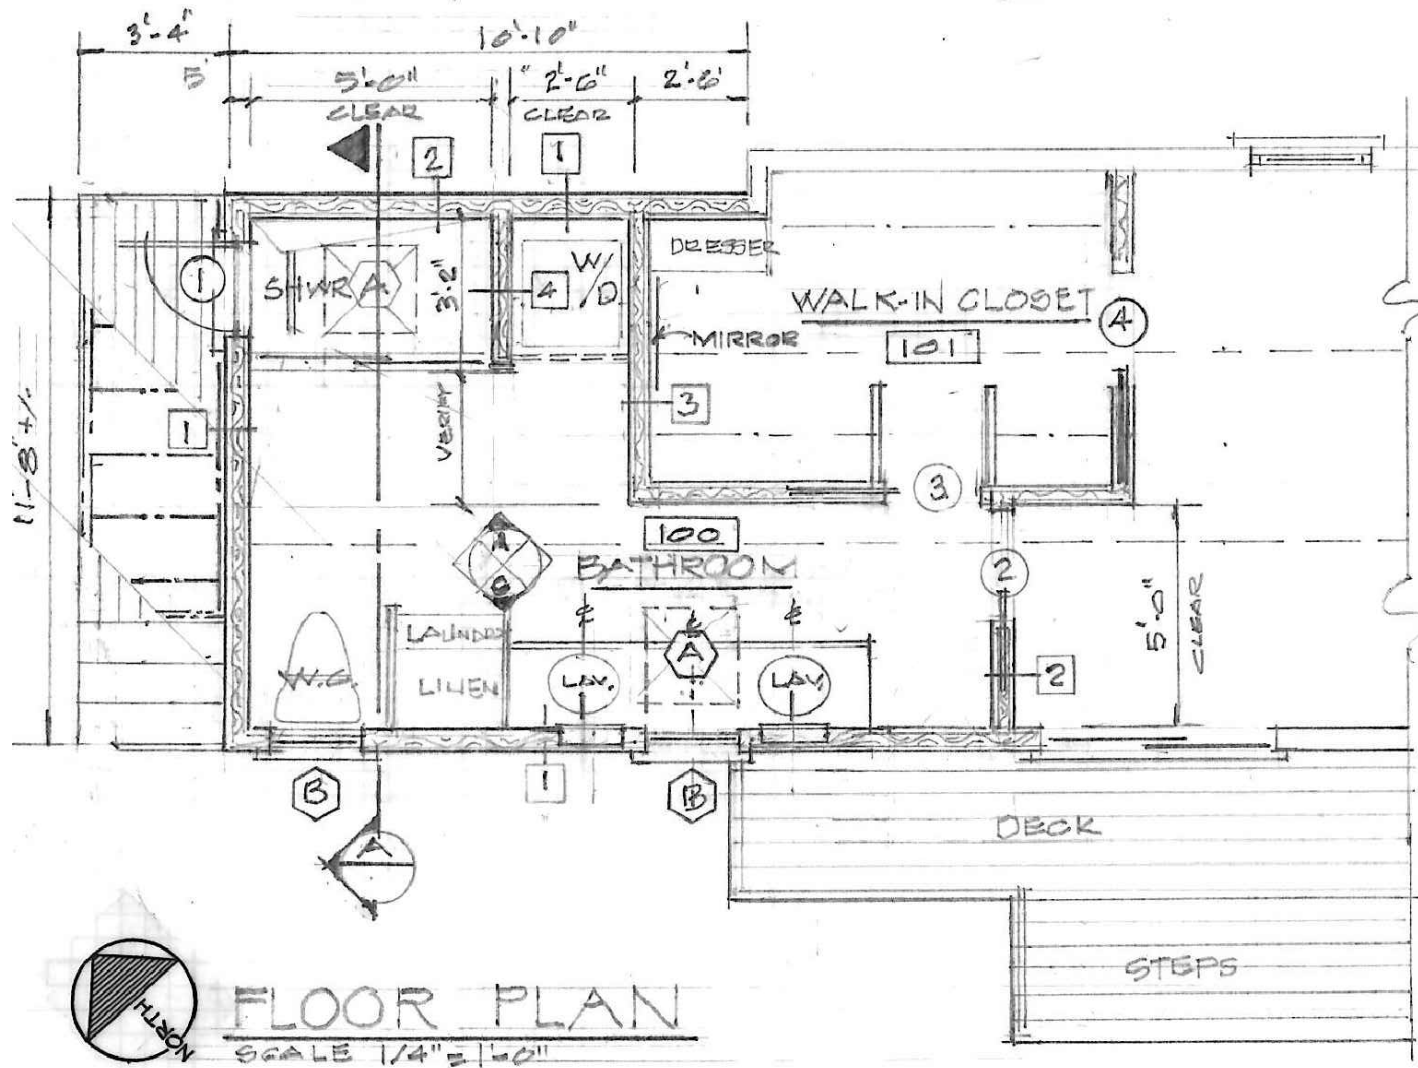 3'-4" 10'-10"
5' 5'-0" 2'-6" 2'-6"
CLEAR CLEAR
2 1
DRESSER
1 SHWR A 3'-2" 4 W/D
WALK-IN CLOSET 4
MIRROR 101
11'-8" +/-
1 VERIFY 3
3
100
A
BATHROOM 2
C
5'-0" CLEAR
LAUNDRY
A
W.C. LINEN LAV. LAV. 2
B 1 B
DECK
A
STEPS
NORTH
FLOOR PLAN
SCALE 1/4" = 1'-0"